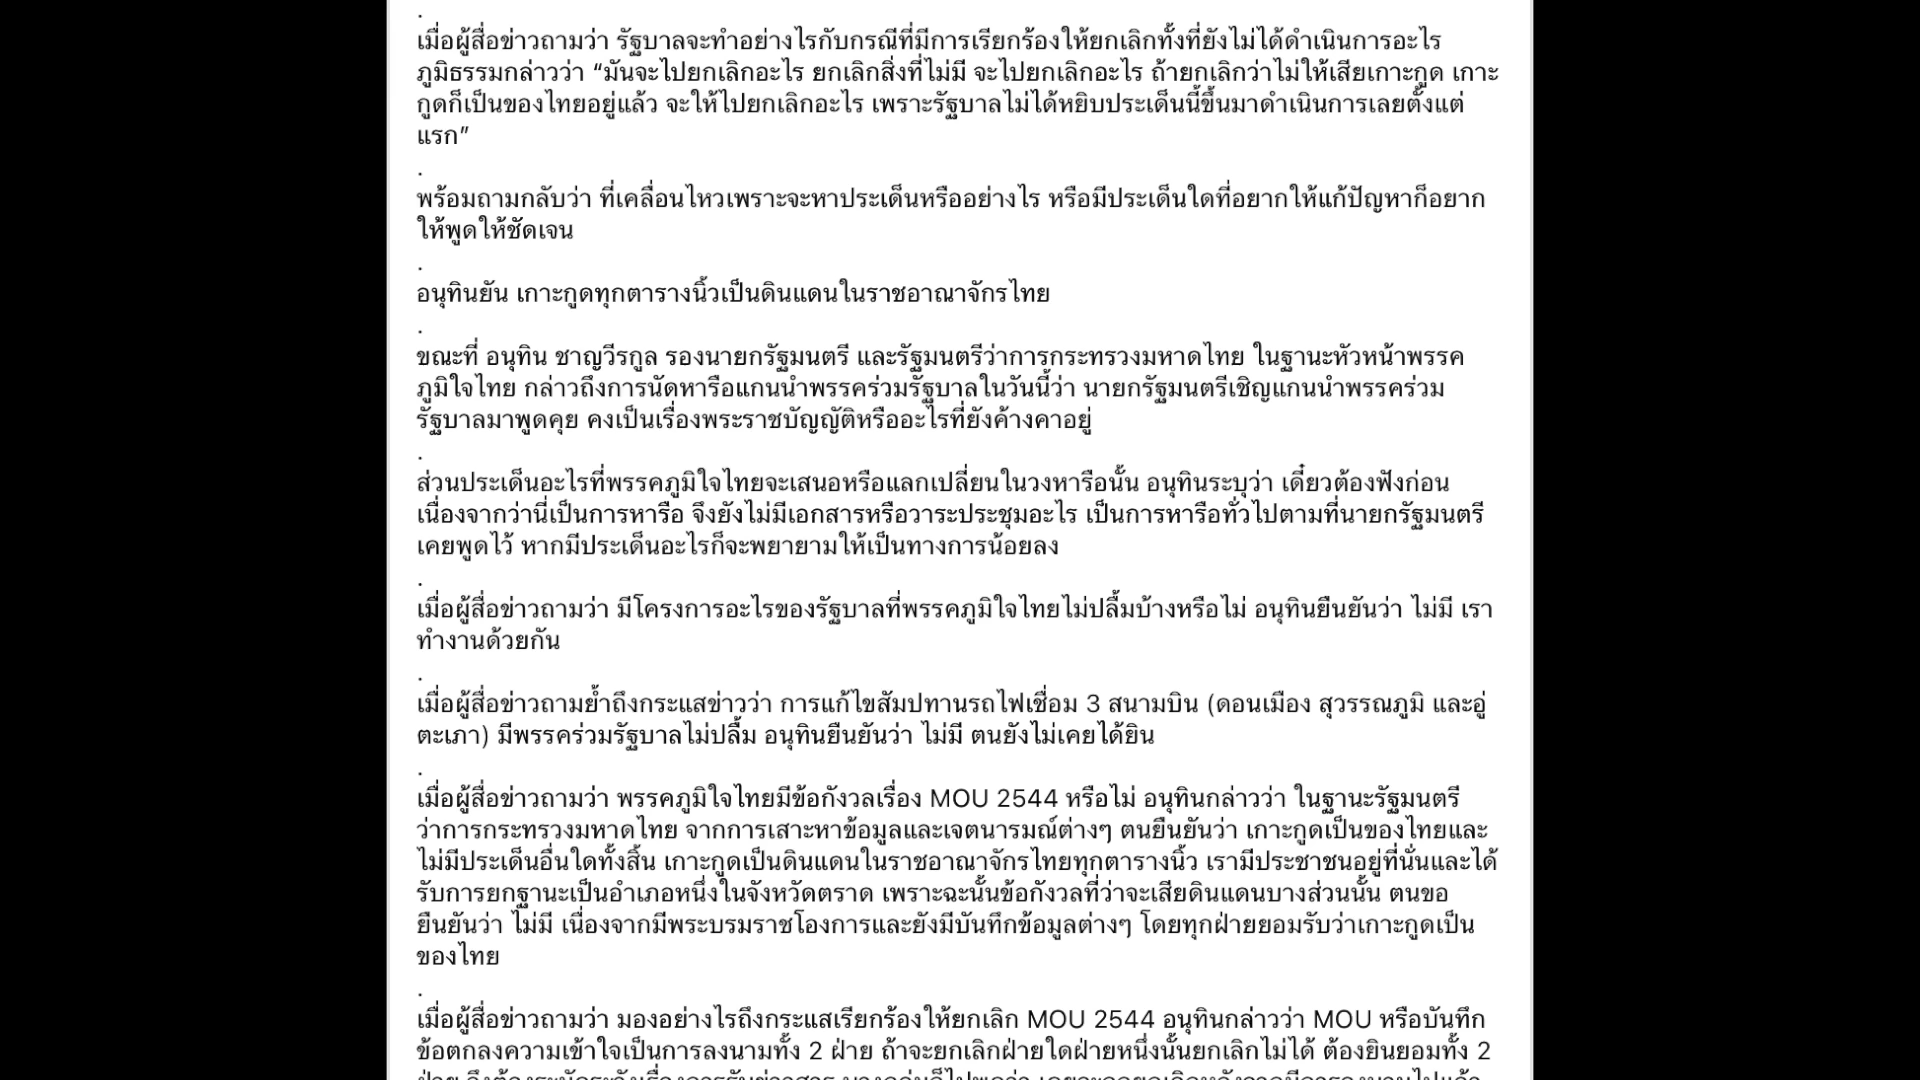 .
เมื่อผู้สื่อข่าวถามว่า รัฐบาลจะทำอย่างไรกับกรณีที่มีการเรียกร้องให้ยกเลิกทั้งที่ยังไม่ได้ดำเนินการอะไร
ภูมิธรรมกล่าวว่า “มันจะไปยกเลิกอะไร ยกเลิกสิ่งที่ไม่มี จะไปยกเลิกอะไร ถ้ายกเลิกว่าไม่ให้เสียเกาะกูด เกาะ
กูดก็เป็นของไทยอยู่แล้ว จะให้ไปยกเลิกอะไร เพราะรัฐบาลไม่ได้หยิบประเด็นนี้ขึ้นมาดำเนินการเลยตั้งแต่
แรก”
.
พร้อมถามกลับว่า ที่เคลื่อนไหวเพราะจะหาประเด็นหรืออย่างไร หรือมีประเด็นใดที่อยากให้แก้ปัญหาก็อยาก
ให้พูดให้ชัดเจน
.
อนุทินยัน เกาะกูดทุกตารางนิ้วเป็นดินแดนในราชอาณาจักรไทย
.
ขณะที่ อนุทิน ชาญวีรกูล รองนายกรัฐมนตรี และรัฐมนตรีว่าการกระทรวงมหาดไทย ในฐานะหัวหน้าพรรค
ภูมิใจไทย กล่าวถึงการนัดหารือแกนนำพรรคร่วมรัฐบาลในวันนี้ว่า นายกรัฐมนตรีเชิญแกนนำพรรคร่วม
รัฐบาลมาพูดคุย คงเป็นเรื่องพระราชบัญญัติหรืออะไรที่ยังค้างคาอยู่
.
ส่วนประเด็นอะไรที่พรรคภูมิใจไทยจะเสนอหรือแลกเปลี่ยนในวงหารือนั้น อนุทินระบุว่า เดี๋ยวต้องฟังก่อน
เนื่องจากว่านี่เป็นการหารือ จึงยังไม่มีเอกสารหรือวาระประชุมอะไร เป็นการหารือทั่วไปตามที่นายกรัฐมนตรี
เคยพูดไว้ หากมีประเด็นอะไรก็จะพยายามให้เป็นทางการน้อยลง
.
เมื่อผู้สื่อข่าวถามว่า มีโครงการอะไรของรัฐบาลที่พรรคภูมิใจไทยไม่ปลื้มบ้างหรือไม่ อนุทินยืนยันว่า ไม่มี เรา
ทำงานด้วยกัน
.
เมื่อผู้สื่อข่าวถามย้ำถึงกระแสข่าวว่า การแก้ไขสัมปทานรถไฟเชื่อม 3 สนามบิน (ดอนเมือง สุวรรณภูมิ และอู่
ตะเภา) มีพรรคร่วมรัฐบาลไม่ปลื้ม อนุทินยืนยันว่า ไม่มี ตนยังไม่เคยได้ยิน
.
เมื่อผู้สื่อข่าวถามว่า พรรคภูมิใจไทยมีข้อกังวลเรื่อง MOU 2544 หรือไม่ อนุทินกล่าวว่า ในฐานะรัฐมนตรี
ว่าการกระทรวงมหาดไทย จากการเสาะหาข้อมูลและเจตนารมณ์ต่างๆ ตนยืนยันว่า เกาะกูดเป็นของไทยและ
ไม่มีประเด็นอื่นใดทั้งสิ้น เกาะกูดเป็นดินแดนในราชอาณาจักรไทยทุกตารางนิ้ว เรามีประชาชนอยู่ที่นั่นและได้
รับการยกฐานะเป็นอำเภอหนึ่งในจังหวัดตราด เพราะฉะนั้นข้อกังวลที่ว่าจะเสียดินแดนบางส่วนนั้น ตนขอ
ยืนยันว่า ไม่มี เนื่องจากมีพระบรมราชโองการและยังมีบันทึกข้อมูลต่างๆ โดยทุกฝ่ายยอมรับว่าเกาะกูดเป็น
ของไทย
.
เมื่อผู้สื่อข่าวถามว่า มองอย่างไรถึงกระแสเรียกร้องให้ยกเลิก MOU 2544 อนุทินกล่าวว่า MOU หรือบันทึก
ข้อตกลงความเข้าใจเป็นการลงนามทั้ง 2 ฝ่าย ถ้าจะยกเลิกฝ่ายใดฝ่ายหนึ่งนั้นยกเลิกไม่ได้ ต้องยินยอมทั้ง 2